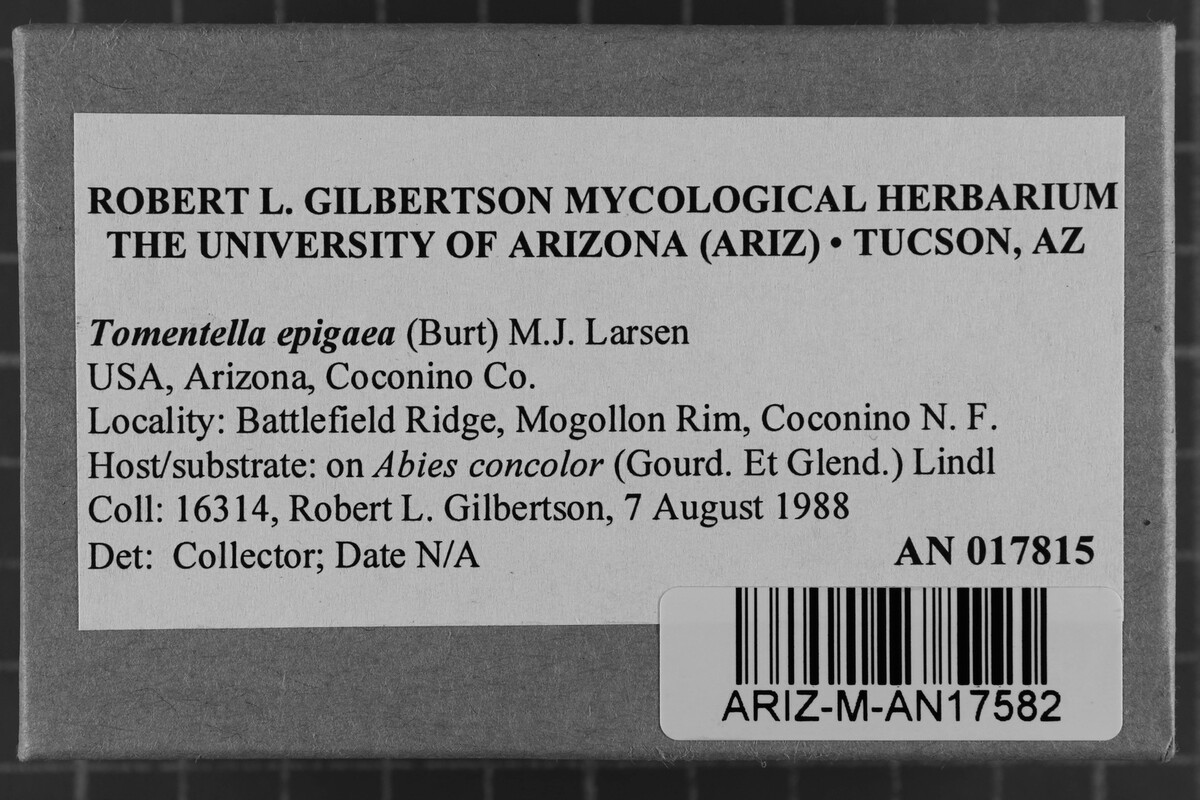 ROBERT L. GILBERTSON MYCOLOGICAL HERBARIUM
THE UNIVERSITY OF ARIZONA (ARIZ) • TUCSON, AZ
Tomentella epigaea (Burt) M.J. Larsen
USA, Arizona, Coconino Co.
Locality: Battlefield Ridge, Mogollon Rim, Coconino N. F.
Host/substrate: on Abies concolor (Gourd. Et Glend.) Lindl
Coll: 16314, Robert L. Gilbertson, 7 August 1988
Det: Collector; Date N/A
AN 017815
ARIZ-M-AN17582